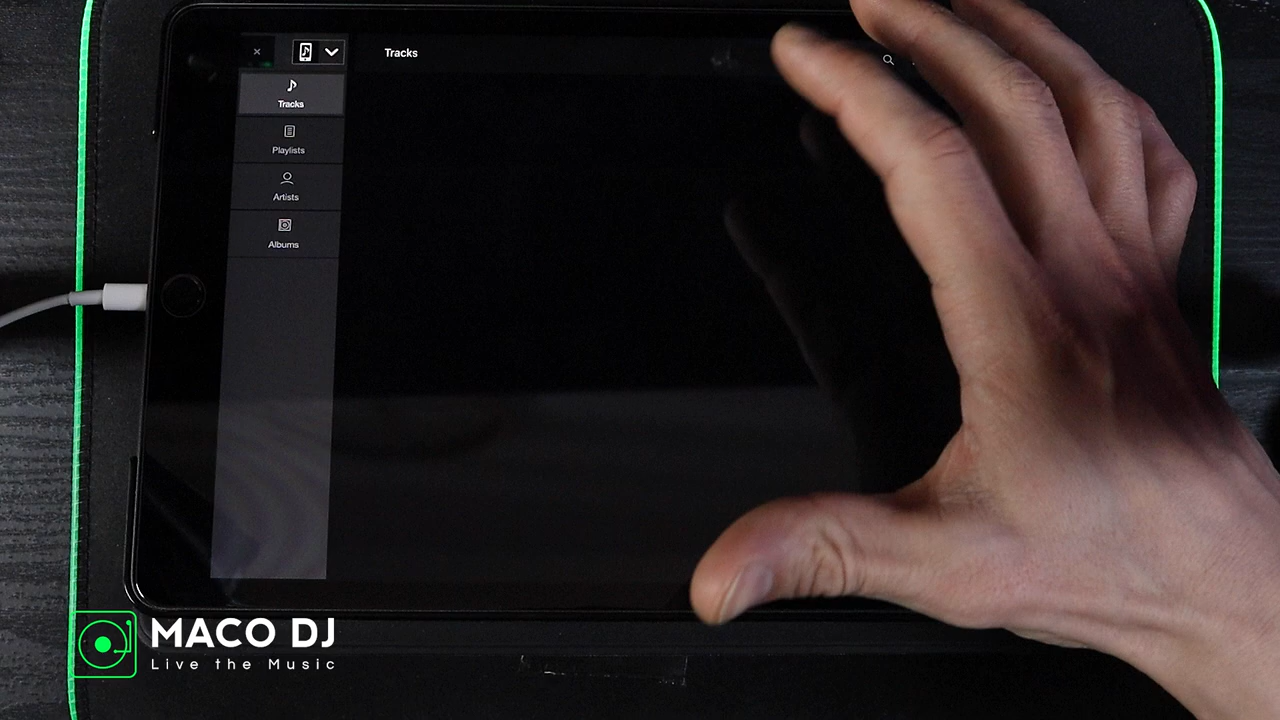 Tracks
Tracks
Playlists
Artists
Albums
MACO DJ
Live the Music